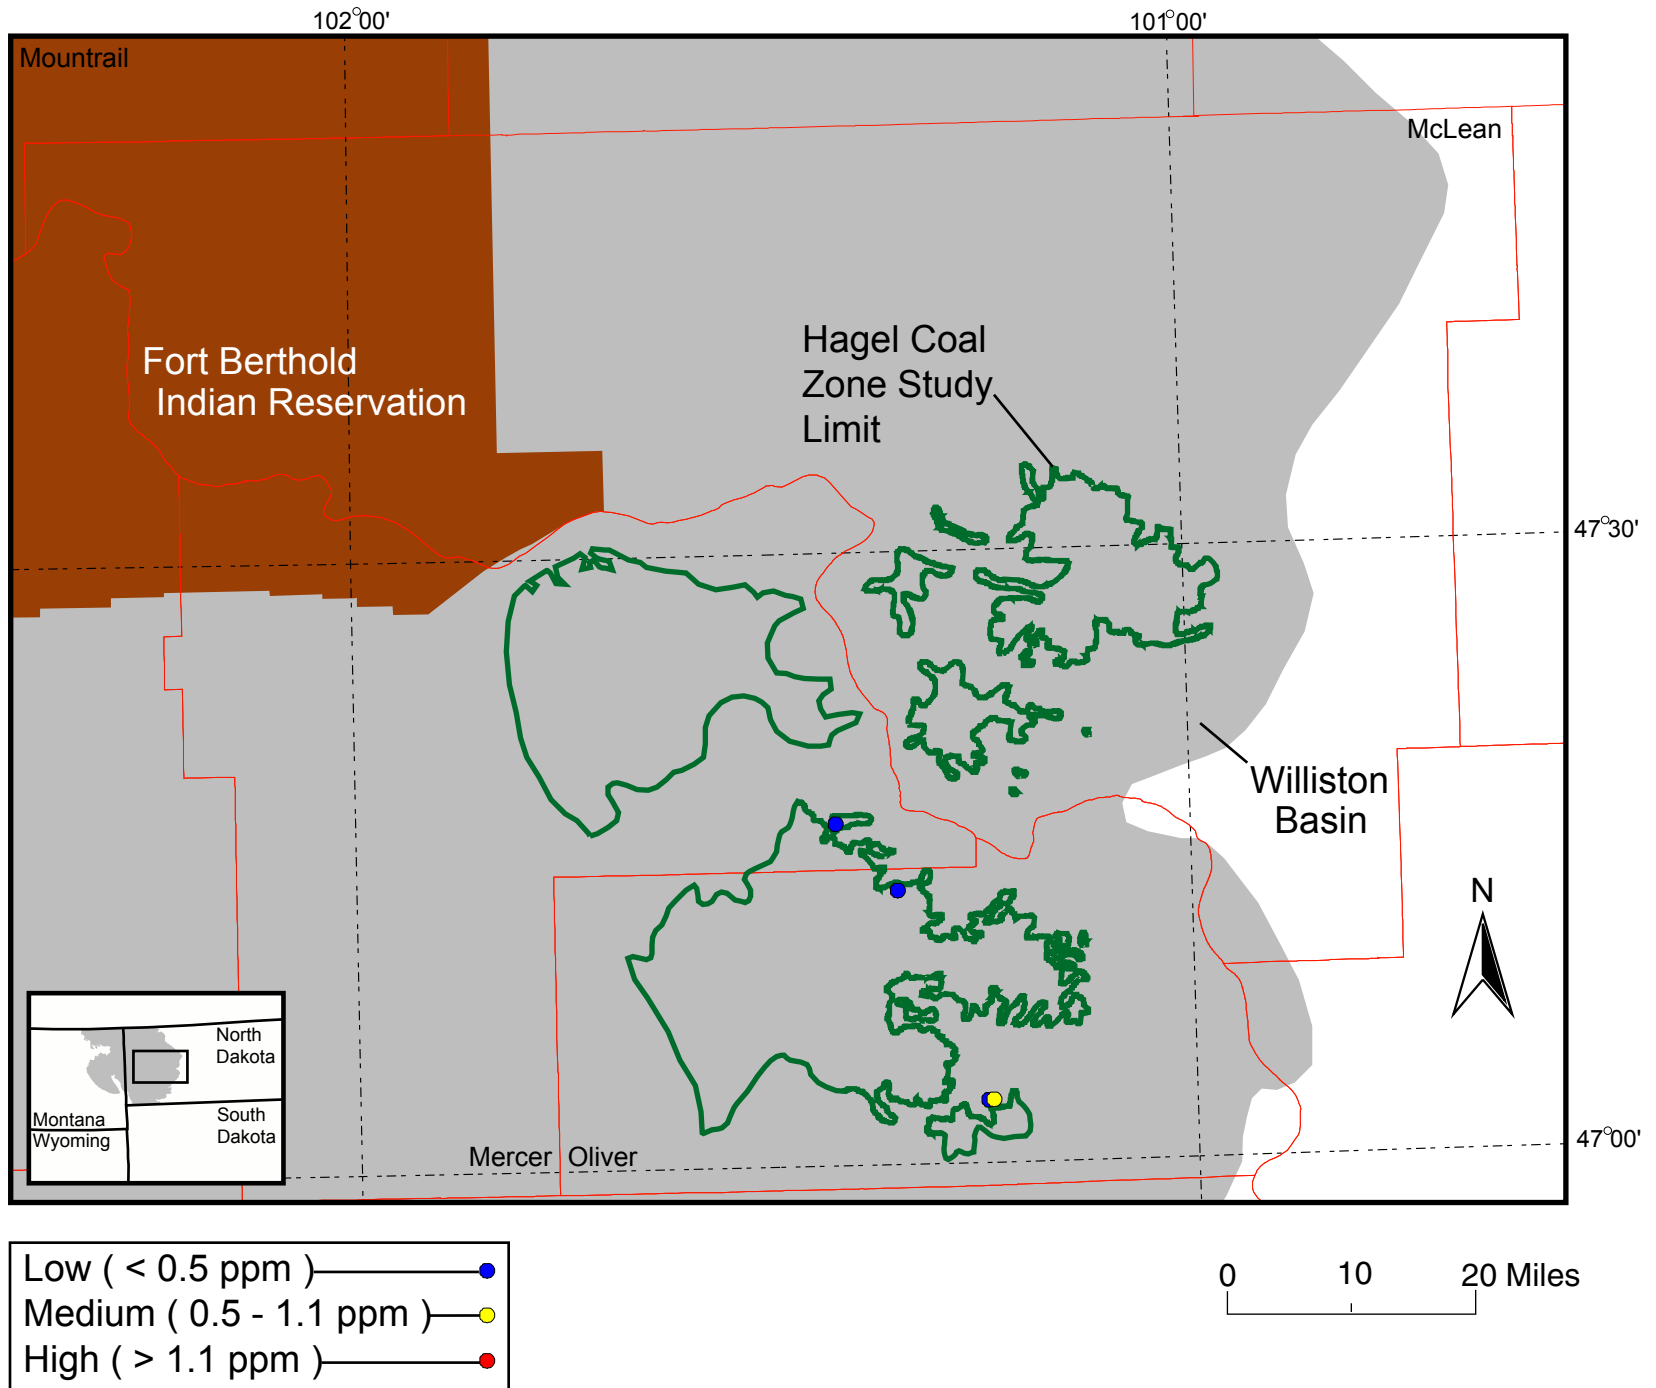 102°00'
101°00'
Mountrail
McLean
Hagel Coal
Zone Study
Limit
Fort Berthold
Indian Reservation
47°30'
Williston
Basin
N
North
Dakota
Montana
South
Dakota
Wyoming
Mercer
Oliver
47°00'
Low ( < 0.5 ppm )
Medium ( 0.5 - 1.1 ppm )
High ( > 1.1 ppm )
0 10 20 Miles